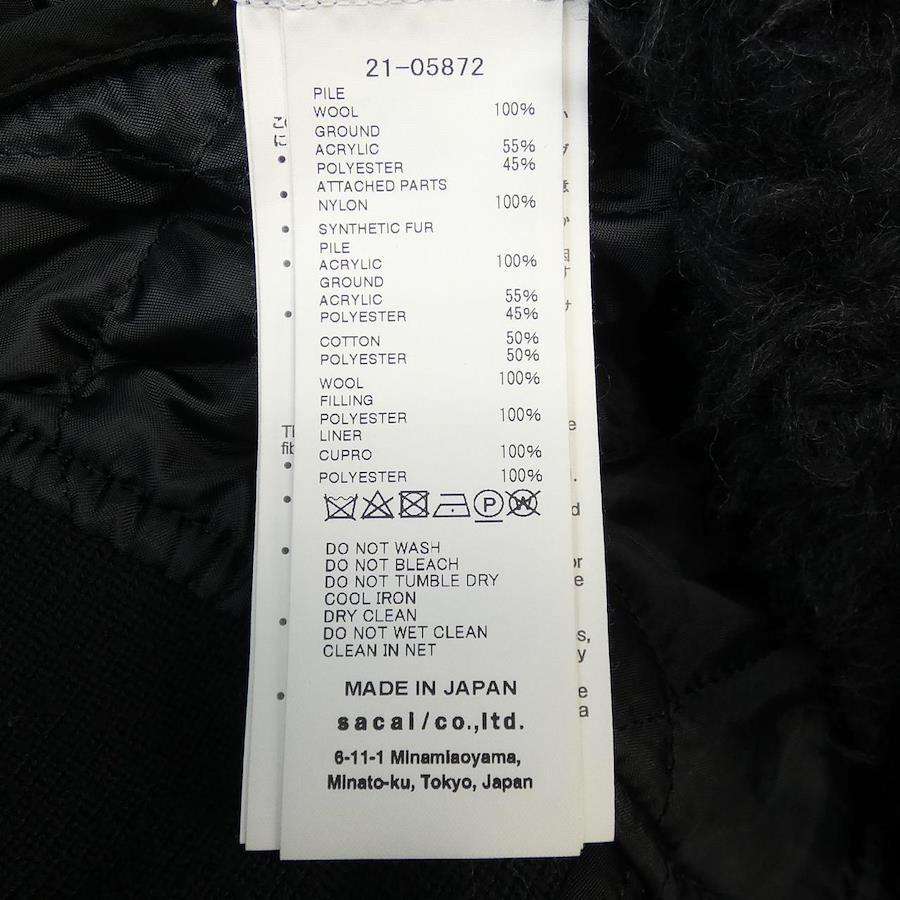 21-05872
PILE
WOOL 100%
GROUND
ACRYLIC 55%
POLYESTER 45%
ATTACHED PARTS
NYLON 100%
SYNTHETIC FUR
PILE
ACRYLIC 100%
GROUND
ACRYLIC 55%
POLYESTER 45%
COTTON 50%
POLYESTER 50%
WOOL 100%
FILLING
POLYESTER 100%
LINER
CUPRO 100%
POLYESTER 100%
P W
DO NOT WASH
DO NOT BLEACH
DO NOT TUMBLE DRY
COOL IRON
DRY CLEAN
DO NOT WET CLEAN
CLEAN IN NET
MADE IN JAPAN
sacai/co.,ltd.
6-11-1 Minamiaoyama,
Minato-ku, Tokyo, Japan